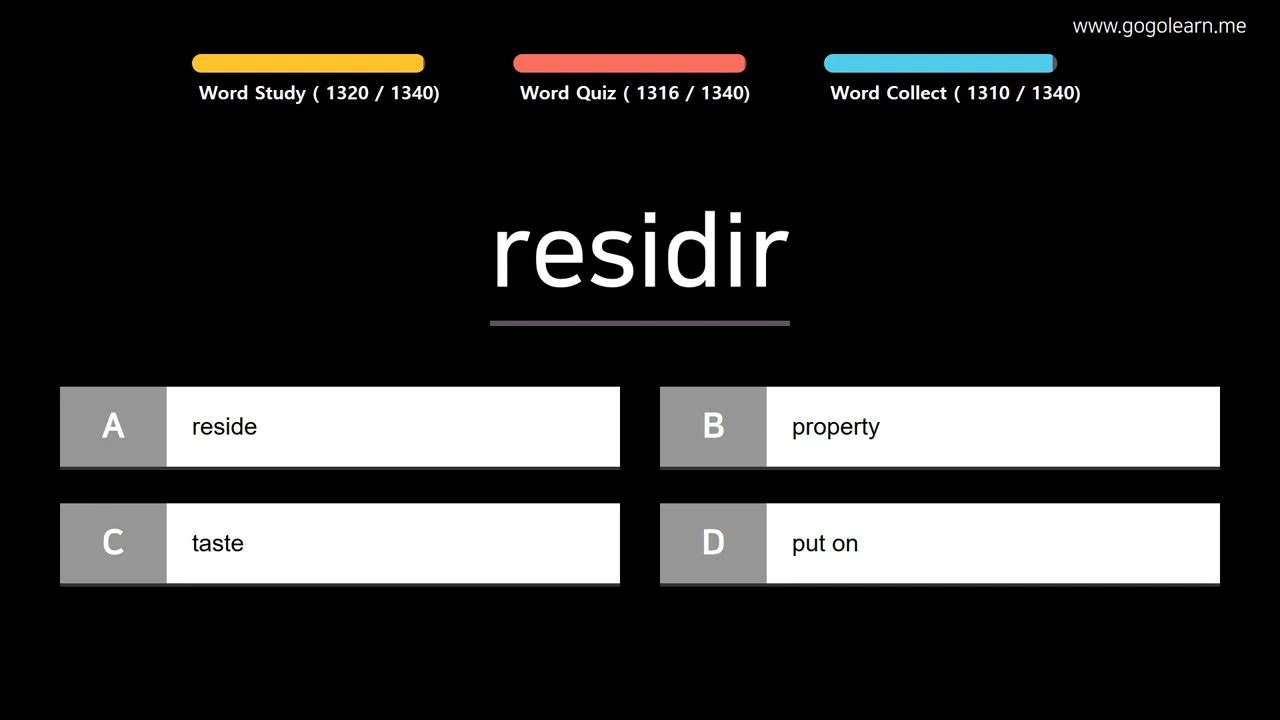 www.gogolearn.me
Word Study ( 1320 / 1340)
Word Quiz ( 1316 / 1340)
Word Collect ( 1310 / 1340)
residir
A reside
B property
C taste
D put on